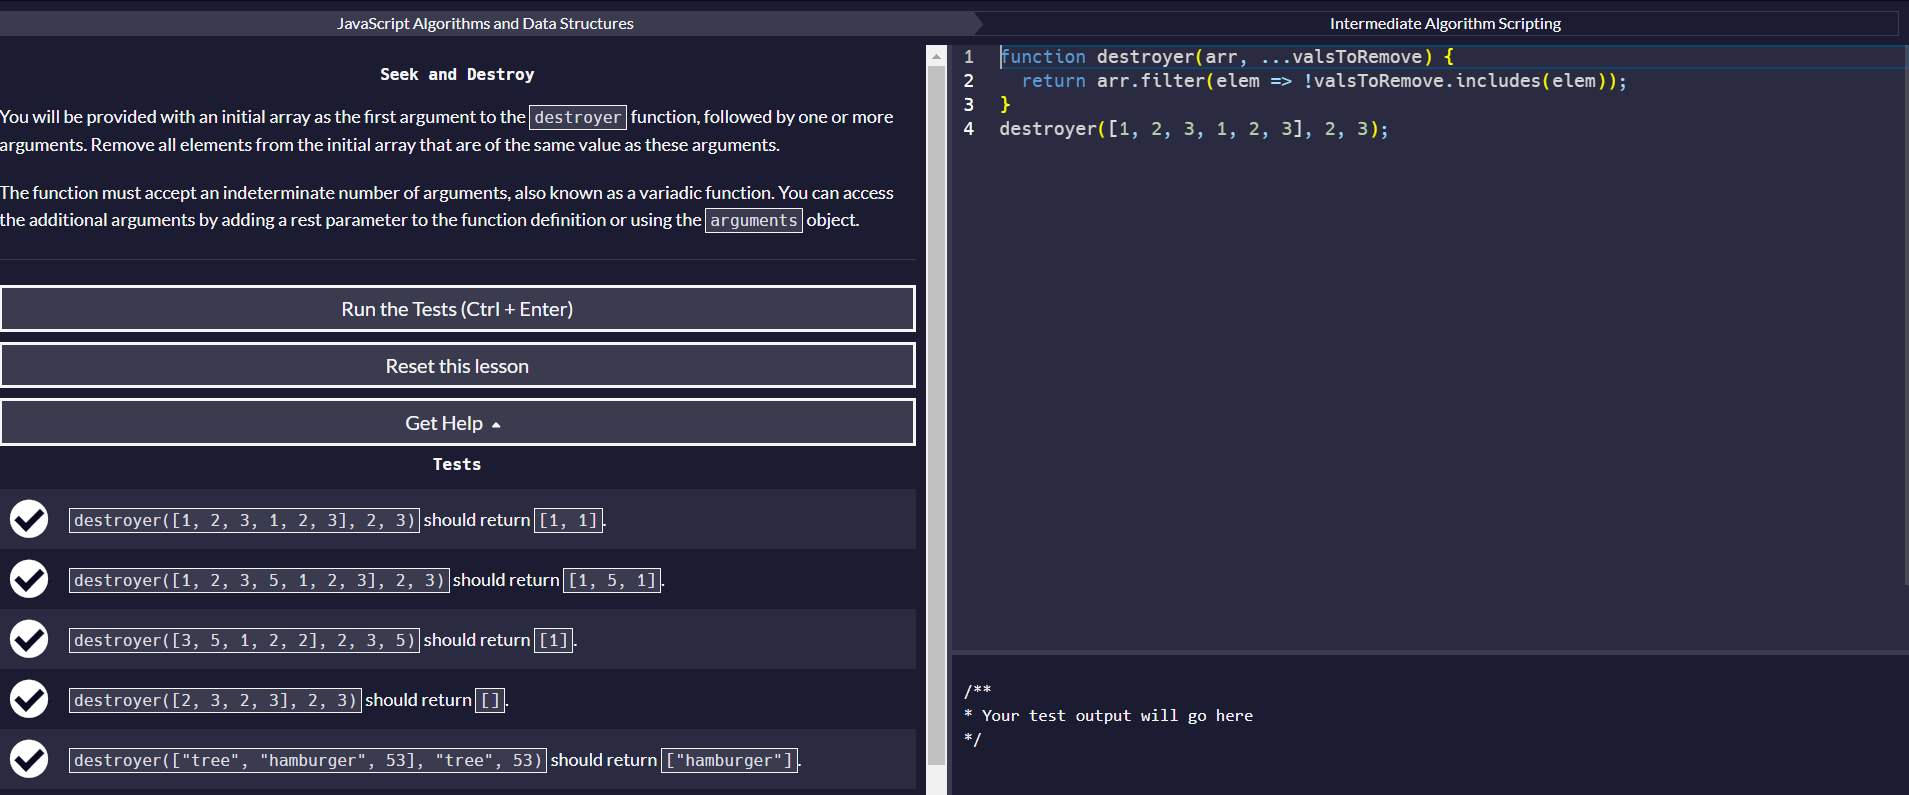 JavaScript Algorithms and Data Structures
Intermediate Algorithm Scripting
Seek and Destroy
You will be provided with an initial array as the first argument to the destroyer function, followed by one or more
arguments. Remove all elements from the initial array that are of the same value as these arguments.
The function must accept an indeterminate number of arguments, also known as a variadic function. You can access
the additional arguments by adding a rest parameter to the function definition or using the arguments object.
Run the Tests (Ctrl + Enter)
Reset this lesson
Get Help
Tests
destroyer([1, 2, 3, 1, 2, 3], 2, 3) should return [1, 1].
destroyer([1, 2, 3, 5, 1, 2, 3], 2, 3) should return [1, 5, 1].
destroyer([3, 5, 1, 2, 2], 2, 3, 5) should return [1].
destroyer([2, 3, 2, 3], 2, 3) should return [].
destroyer(["tree", "hamburger", 53], "tree", 53) should return ["hamburger"].
1 function destroyer(arr, ...valsToRemove) {
2   return arr.filter(elem => !valsToRemove.includes(elem));
3 }
4 destroyer([1, 2, 3, 1, 2, 3], 2, 3);
/**
* Your test output will go here
*/